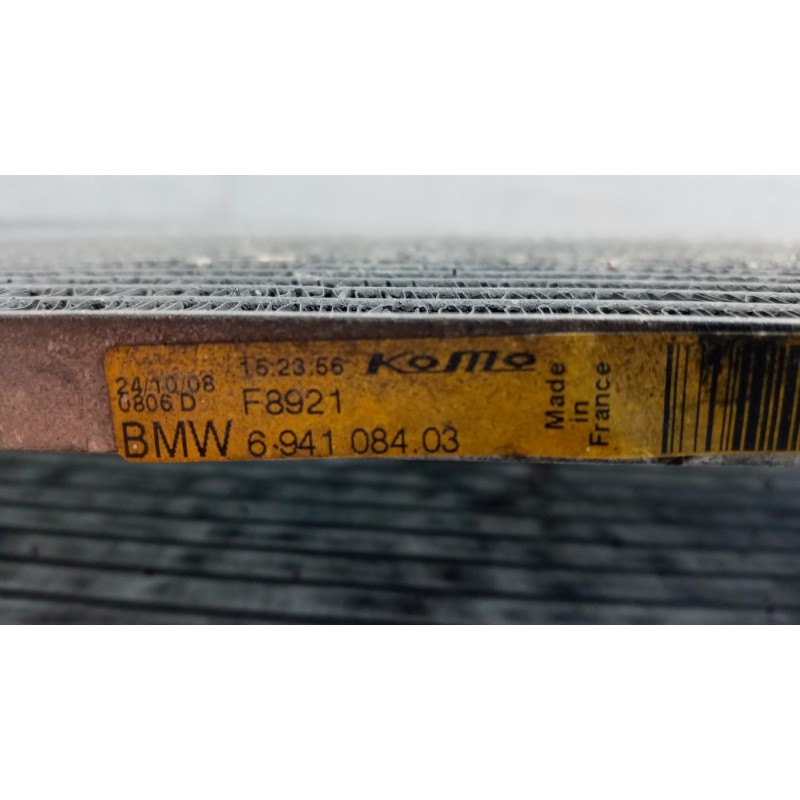 24/10/08 15:23:56 KoMo
0806 D F8921
BMW 6 941 084.03
Made
in
France